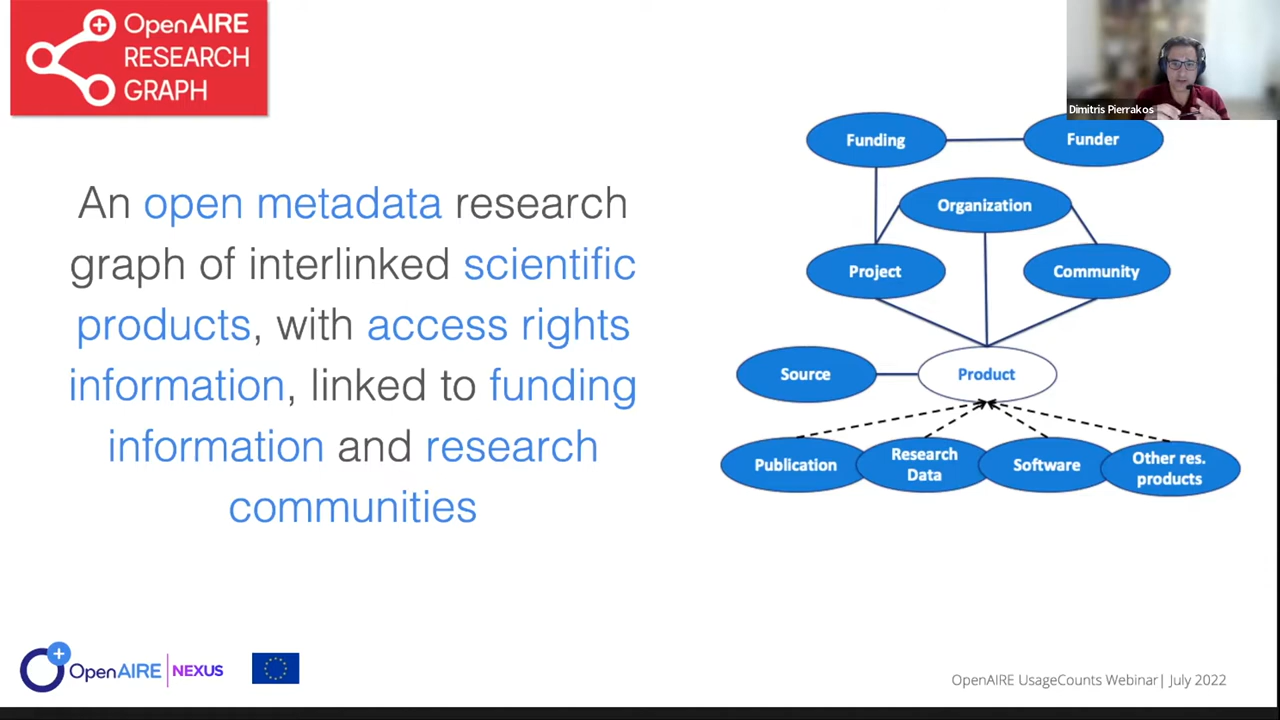 OpenAIRE
RESEARCH
GRAPH
Dimitris Pierrakos
An open metadata research
graph of interlinked scientific
products, with access rights
information, linked to funding
information and research
communities
Funding
Funder
Organization
Project
Community
Source
Product
Publication
Research
Data
Software
Other res.
products
OpenAIRE NEXUS
OpenAIRE UsageCounts Webinar| July 2022